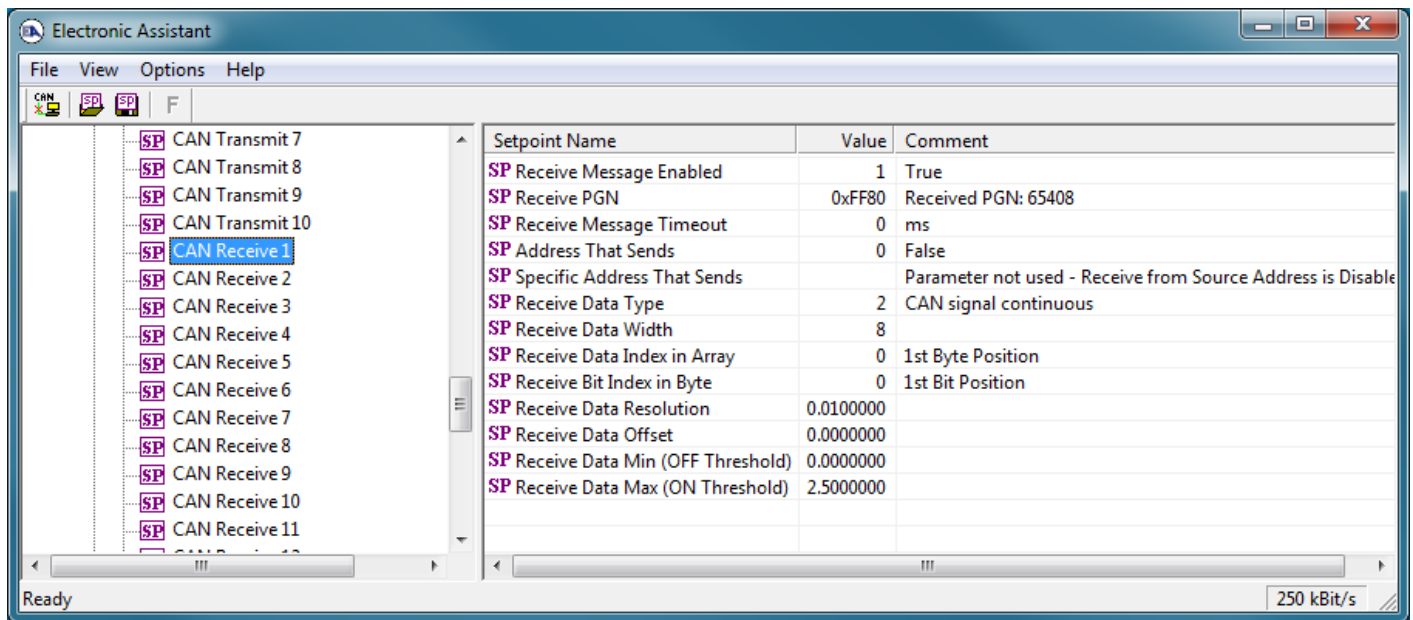 Electronic Assistant
File View Options Help
CAN SP SP F
SP CAN Transmit 7
SP CAN Transmit 8
SP CAN Transmit 9
SP CAN Transmit 10
SP CAN Receive 1
SP CAN Receive 2
SP CAN Receive 3
SP CAN Receive 4
SP CAN Receive 5
SP CAN Receive 6
SP CAN Receive 7
SP CAN Receive 8
SP CAN Receive 9
SP CAN Receive 10
SP CAN Receive 11
Setpoint Name Value Comment
SP Receive Message Enabled 1 True
SP Receive PGN 0xFF80 Received PGN: 65408
SP Receive Message Timeout 0 ms
SP Address That Sends 0 False
SP Specific Address That Sends Parameter not used - Receive from Source Address is Disable
SP Receive Data Type 2 CAN signal continuous
SP Receive Data Width 8
SP Receive Data Index in Array 0 1st Byte Position
SP Receive Bit Index in Byte 0 1st Bit Position
SP Receive Data Resolution 0.0100000
SP Receive Data Offset 0.0000000
SP Receive Data Min (OFF Threshold) 0.0000000
SP Receive Data Max (ON Threshold) 2.5000000
Ready 250 kBit/s